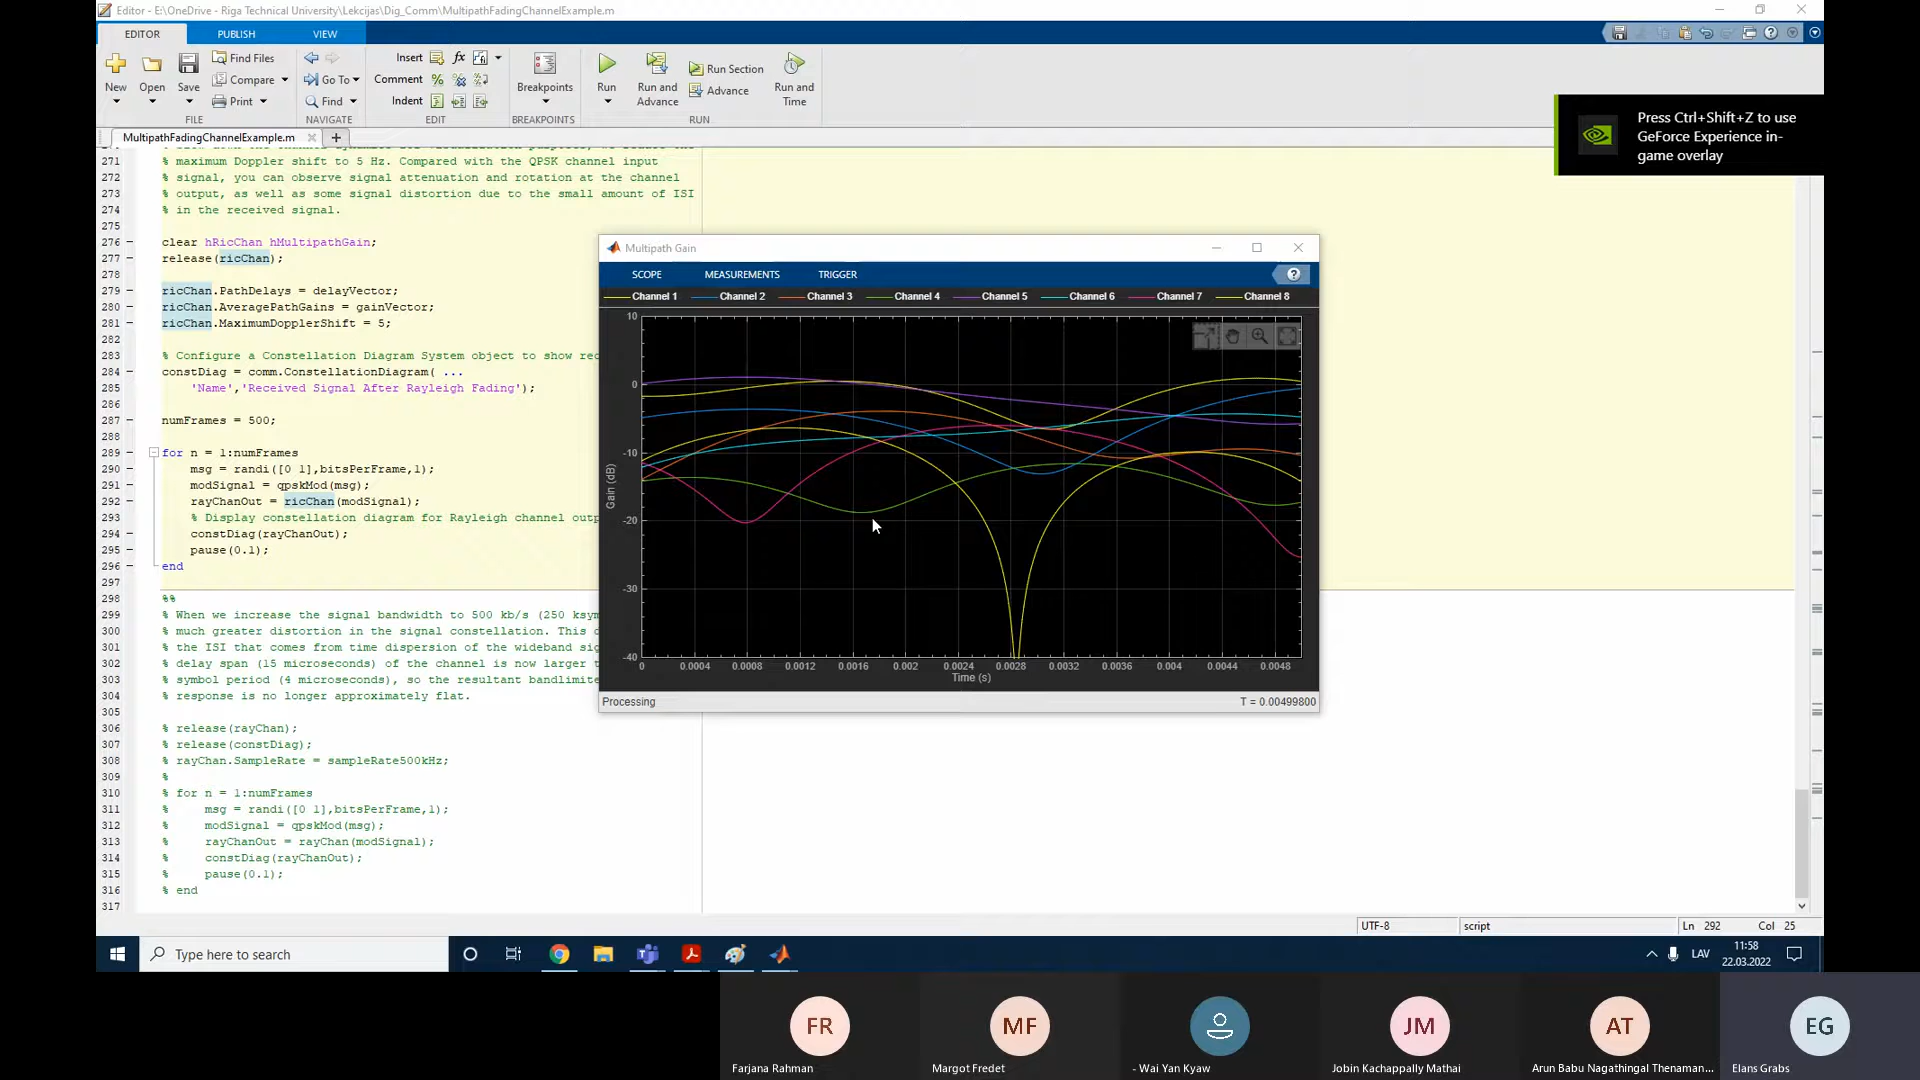 Editor - E:\OneDrive - Riga Technical University\Lekcijas\Dig_Comm\MultipathFadingChannelExample.m
EDITOR PUBLISH VIEW
New Open Save Find Files Compare Print
FILE
Go To Find
NAVIGATE
Insert fx
Comment
Indent
EDIT
Breakpoints
BREAKPOINTS
Run Run and Advance Run Section Advance Run and Time
RUN
Press Ctrl+Shift+Z to use
GeForce Experience in-
game overlay
MultipathFadingChannelExample.m
271 % maximum Doppler shift to 5 Hz. Compared with the QPSK channel input
272 % signal, you can observe signal attenuation and rotation at the channel
273 % output, as well as some signal distortion due to the small amount of ISI
274 % in the received signal.
275
276 clear hRicChan hMultipathGain;
277 release(ricChan);
278
279 ricChan.PathDelays = delayVector;
280 ricChan.AveragePathGains = gainVector;
281 ricChan.MaximumDopplerShift = 5;
282
283 % Configure a Constellation Diagram System object to show
284 constDiag = comm.ConstellationDiagram( ...
285 'Name','Received Signal After Rayleigh Fading');
286
287 numFrames = 500;
288
289 for n = 1:numFrames
290 msg = randi([0 1],bitsPerFrame,1);
291 modSignal = qpskMod(msg);
292 rayChanOut = ricChan(modSignal);
293 % Display constellation diagram for Rayleigh channel
294 constDiag(rayChanOut);
295 pause(0.1);
296 end
297
298 %%
299 % When we increase the signal bandwidth to 500 kb/s (250
300 % much greater distortion in the signal constellation. This
301 % the ISI that comes from time dispersion of the wideband
302 % delay span (15 microseconds) of the channel is now larger
303 % symbol period (4 microseconds), so the resultant
304 % response is no longer approximately flat.
305
306 % release(rayChan);
307 % release(constDiag);
308 % rayChan.SampleRate = sampleRate500kHz;
309 %
310 % for n = 1:numFrames
311 % msg = randi([0 1],bitsPerFrame,1);
312 % modSignal = qpskMod(msg);
313 % rayChanOut = rayChan(modSignal);
314 % constDiag(rayChanOut);
315 % pause(0.1);
316 % end
317
Multipath Gain
SCOPE MEASUREMENTS TRIGGER
Channel 1 Channel 2 Channel 3 Channel 4 Channel 5 Channel 6 Channel 7 Channel 8
10
0
-10
-20
-30
-40
Gain (dB)
0 0.0004 0.0008 0.0012 0.0016 0.002 0.0024 0.0028 0.0032 0.0036 0.004 0.0044 0.0048
Time (s)
Processing T = 0.00499800
UTF-8 script Ln 292 Col 25
Type here to search
LAV 11:58
22.03.2022
FR MF JM AT EG
Farjana Rahman Margot Fredet - Wai Yan Kyaw Jobin Kachappally Mathai Arun Babu Nagathingal Thenaman... Elans Grabs